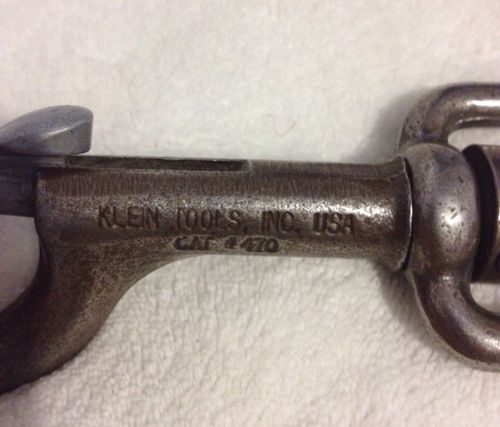 KLEIN TOOLS, INC. USA
CAT # 470